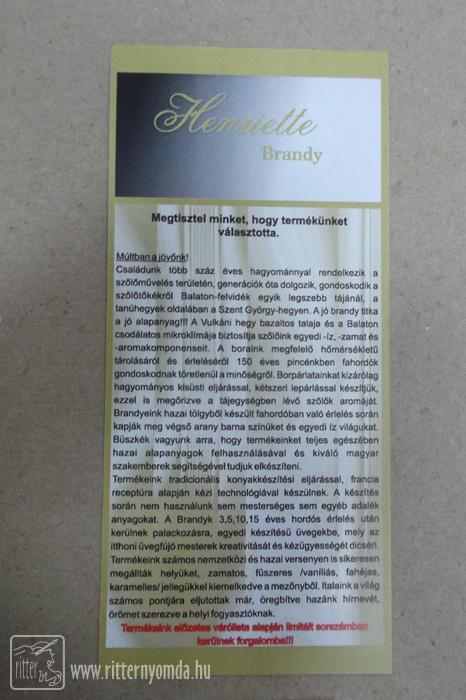 Henriette
Brandy
Megtisztel minket, hogy termékünket
választotta.
Múltban a jövőnk!
Családunk több száz éves hagyománnyal rendelkezik a
szőlőművelés területén, generációk óta dolgozik, gondoskodik a
szőlőtőkékről Balaton-felvidék egyik legszebb tájánál, a
tanúhegyek oldalában a Szent György-hegyen. A jó brandy titka
a jó alapanyag!!! A Vulkáni hegy bazaltos talaja és a Balaton
csodálatos mikroklímája biztosítja szőlőink egyedi -íz, -zamat és
-aromakomponenseit. A boraink megfelelő hőmérsékletű
tárolásáról és érleléséről 150 éves pincénkben fahordók
gondoskodnak töretlenül a minőségről. Borpárlatainkat kizárólag
hagyományos kisüsti eljárással, kétszeri lepárlással készítjük,
ezzel is megőrizve a tájegységben lévő szőlők aromáját.
Brandyeink hazai tölgyből készült fahordóban való érlelés során
kapják meg végső arany barna színüket és egyedi íz világukat.
Büszkék vagyunk arra, hogy termékeinket teljes egészében
hazai alapanyagok felhasználásával és kiváló magyar
szakemberek segítségével tudjuk elkészíteni.
Termékeink tradicionális konyakkészítési eljárással, francia
receptúra alapján kézi technológiával készülnek. A készítés
során nem használunk sem mesterséges sem egyéb adalék
anyagokat. A Brandyk 3,5,10,15 éves hordós érlelés után
kerülnek palackozásra, egyedi készítésű üvegekbe, mely az
itthoni üvegfújó mesterek kreativitását és kézügyességét dicséri.
Termékeink számos nemzetközi és hazai versenyen is sikeresen
megállták helyüket, zamatos, fűszeres /vaníliás, fahéjas,
karamelles/ jellegükkel kiemelkedve a mezőnyből. Italaink a világ
számos pontjára eljutottak már, öregbítve hazánk hírnevét,
örömet szerezve a helyi fogyasztóknak.
Termékeink előzetes várólista alapján limitált sorszámban
kerülnek forgalomba!!!
ritter
www.ritternyomda.hu